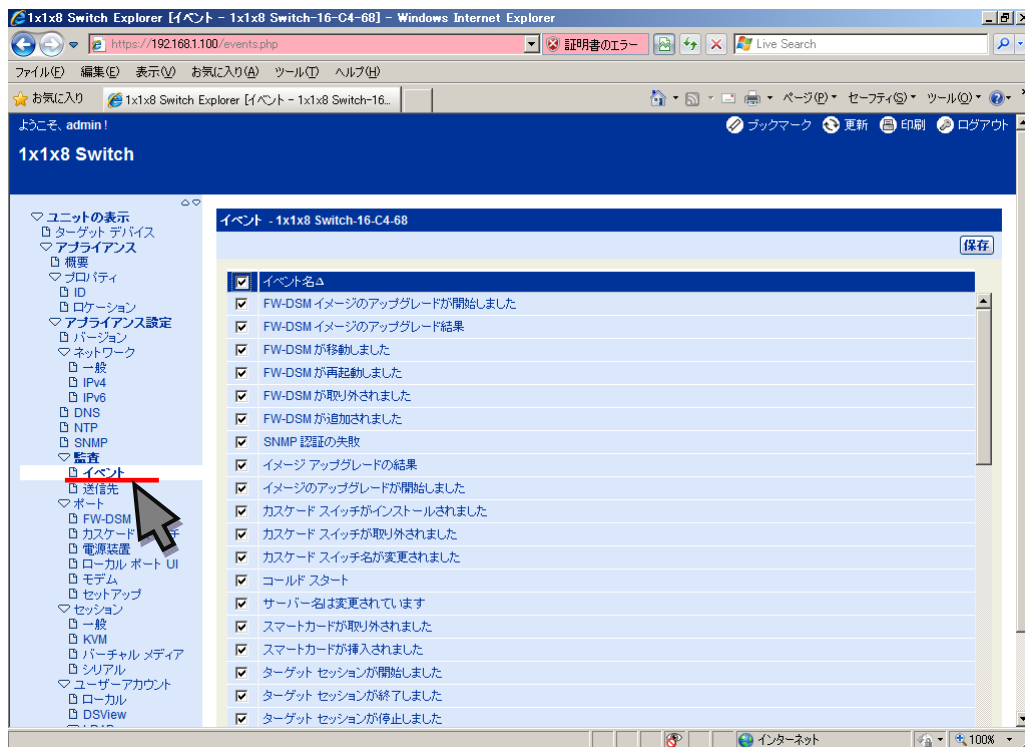 1x1x8 Switch Explorer [イベント - 1x1x8 Switch-16-C4-68] - Windows Internet Explorer
https://192.168.1.100/events.php
証明書のエラー
Live Search
ファイル(F) 編集(E) 表示(V) お気に入り(A) ツール(T) ヘルプ(H)
お気に入り
1x1x8 Switch Explorer [イベント - 1x1x8 Switch-16...
ページ(P) セーフティ(S) ツール(O)
ようこそ、admin !
ブックマーク 更新 印刷 ログアウト
1x1x8 Switch
ユニットの表示
ターゲット デバイス
アプライアンス
概要
プロパティ
ID
ロケーション
アプライアンス設定
バージョン
ネットワーク
一般
IPv4
IPv6
DNS
NTP
SNMP
監査
イベント
送信先
ポート
FW-DSM
カスケード
電源装置
ローカル ポート UI
モデム
セットアップ
セッション
一般
KVM
バーチャル メディア
シリアル
ユーザーアカウント
ローカル
DSView
イベント - 1x1x8 Switch-16-C4-68
保存
イベント名
FW-DSM イメージのアップグレードが開始しました
FW-DSM イメージのアップグレード結果
FW-DSM が移動しました
FW-DSM が再起動しました
FW-DSM が取り外されました
FW-DSM が追加されました
SNMP 認証の失敗
イメージ アップグレードの結果
イメージのアップグレードが開始しました
カスケード スイッチがインストールされました
カスケード スイッチが取り外されました
カスケード スイッチ名が変更されました
コールド スタート
サーバー名は変更されています
スマートカードが取り外されました
スマートカードが挿入されました
ターゲット セッションが開始しました
ターゲット セッションが終了しました
ターゲット セッションが停止しました
インターネット
100%